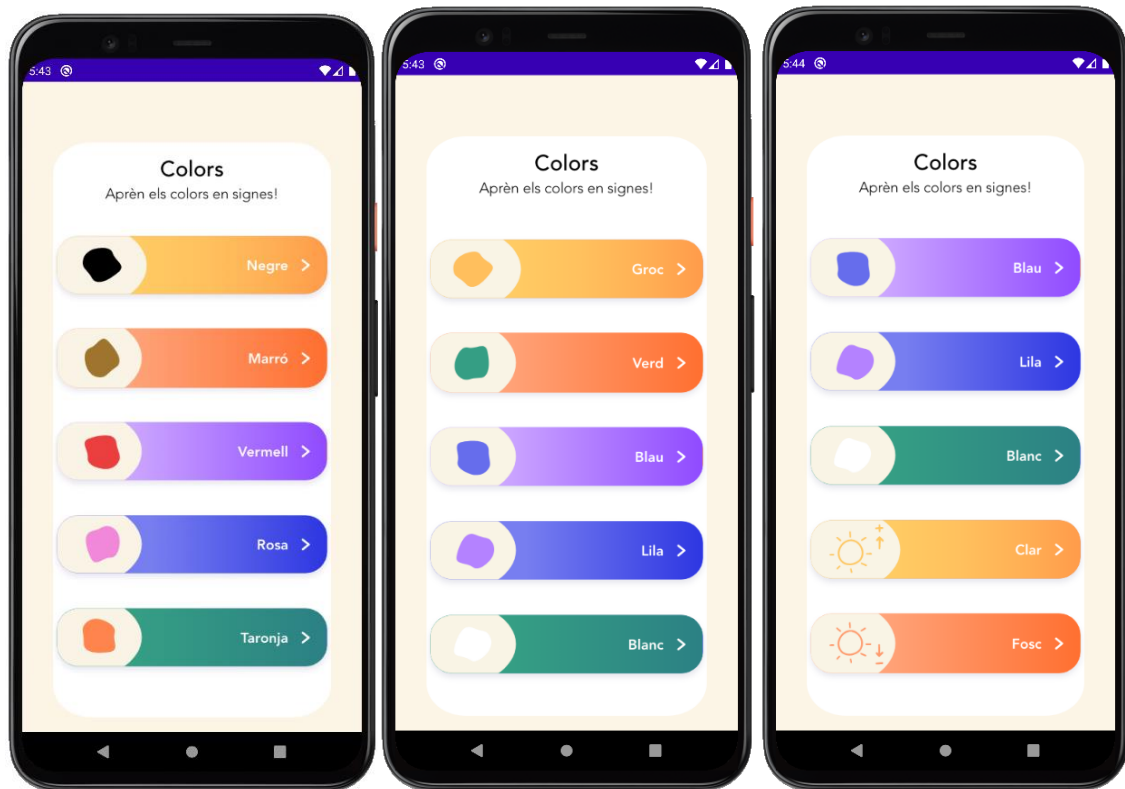 5:43
Colors
Aprèn els colors en signes!
Negre
Marró
Vermell
Rosa
Taronja
5:43
Colors
Aprèn els colors en signes!
Groc
Verd
Blau
Lila
Blanc
5:44
Colors
Aprèn els colors en signes!
Blau
Lila
Blanc
Clar
Fosc